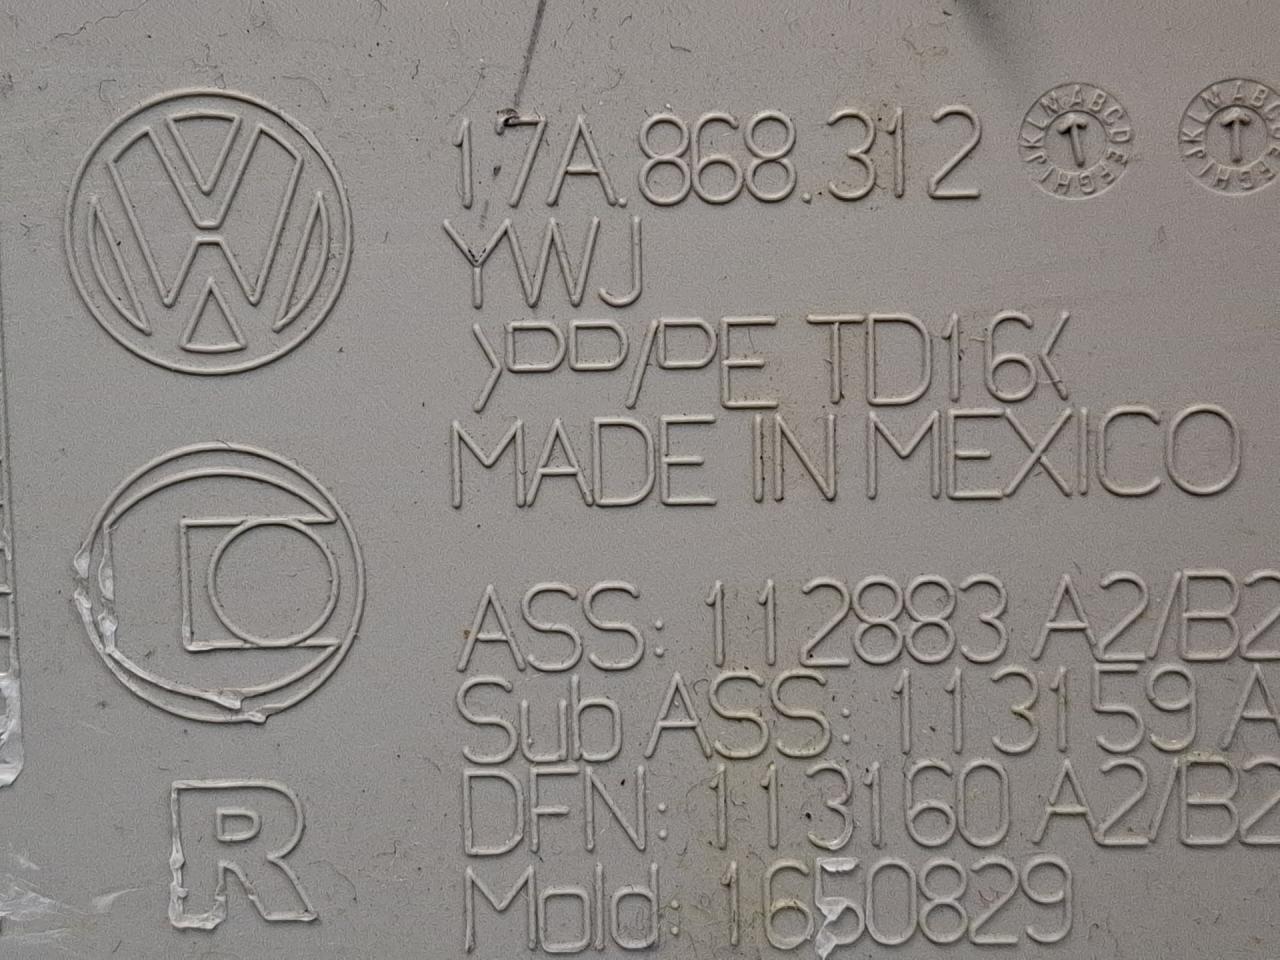 17A.868.312
YWJ
>PP/PE TD16<
MADE IN MEXICO
ASS: 112883 A2/B2
Sub ASS: 113159 A
DFN: 113160 A2/B2
Mold: 1650829
R